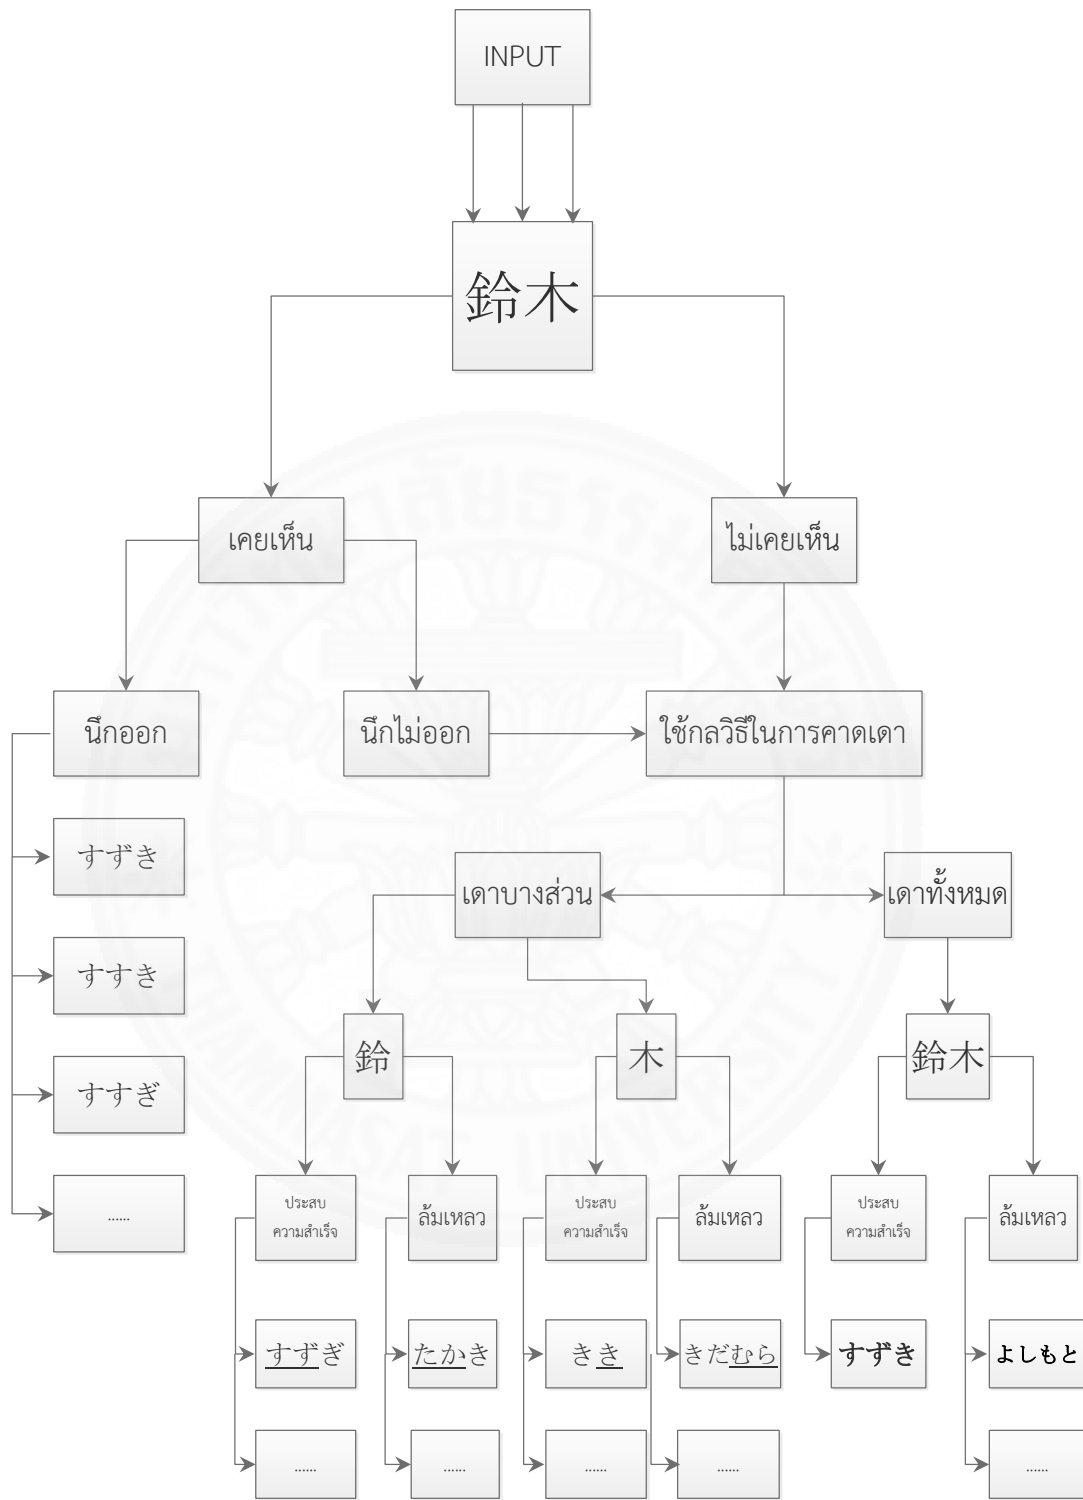 INPUT
鈴木
เคยเห็น
ไม่เคยเห็น
นึกออก
นึกไม่ออก
ใช้กลวิธีในการคาดเดา
すずき
เดาบางส่วน
เดาทั้งหมด
すすき
鈴
木
鈴木
すすぎ
......
ประสบ
ความสำเร็จ
ล้มเหลว
ประสบ
ความสำเร็จ
ล้มเหลว
ประสบ
ความสำเร็จ
ล้มเหลว
すずぎ
たかき
きき
きだむら
すずき
よしもと
......
......
......
......
......